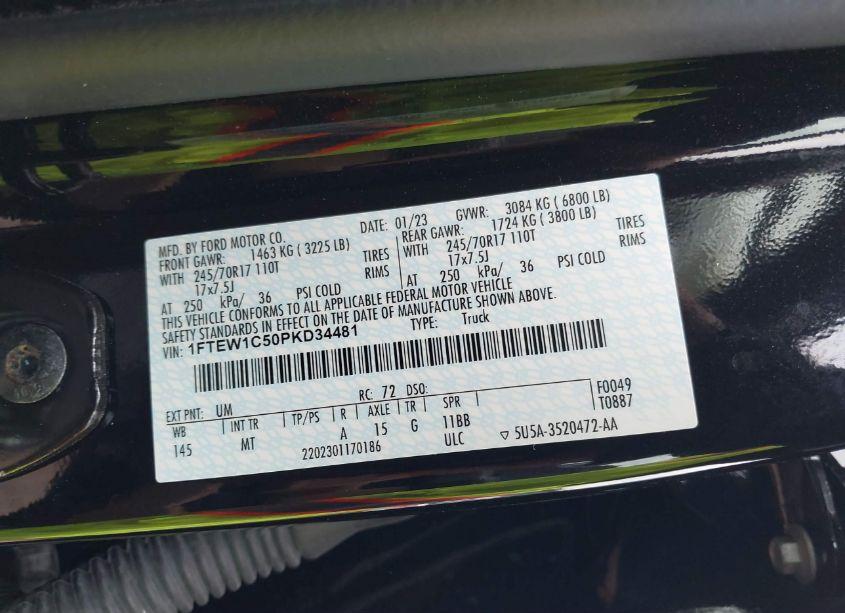 MFD. BY FORD MOTOR CO. DATE: 01/23 GVWR: 3084 KG ( 6800 LB)
FRONT GAWR: 1463 KG ( 3225 LB) REAR GAWR: 1724 KG ( 3800 LB)
WITH 245/70R17 110T TIRES WITH 245/70R17 110T TIRES
17x7.5J RIMS 17x7.5J RIMS
AT 250 kPa/ 36 PSI COLD AT 250 kPa/ 36 PSI COLD
THIS VEHICLE CONFORMS TO ALL APPLICABLE FEDERAL MOTOR VEHICLE
SAFETY STANDARDS IN EFFECT ON THE DATE OF MANUFACTURE SHOWN ABOVE.
VIN: 1FTEW1C50PKD34481 TYPE: Truck
EXT PNT: UM RC: 72 DSO: F0049
WB INT TR TP/PS R AXLE TR SPR T0887
145 MT A 15 G 11BB
2202301170186 ULC ▽ 5U5A-3520472-AA